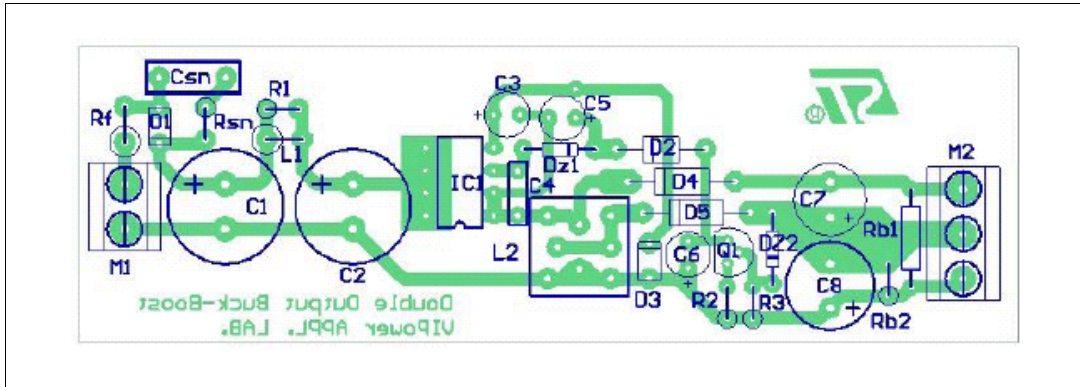 Csn
Rf
D1
Rsn
R1
L1
C3
C5
IC1
Dz1
C4
D2
D4
D5
M2
C7
Rb1
M1
C1
C2
L2
D3
C6
Q1
DZ2
R2
R3
C8
Rb2
Double Output Buck-Boost
VIPower APPL. LAB.